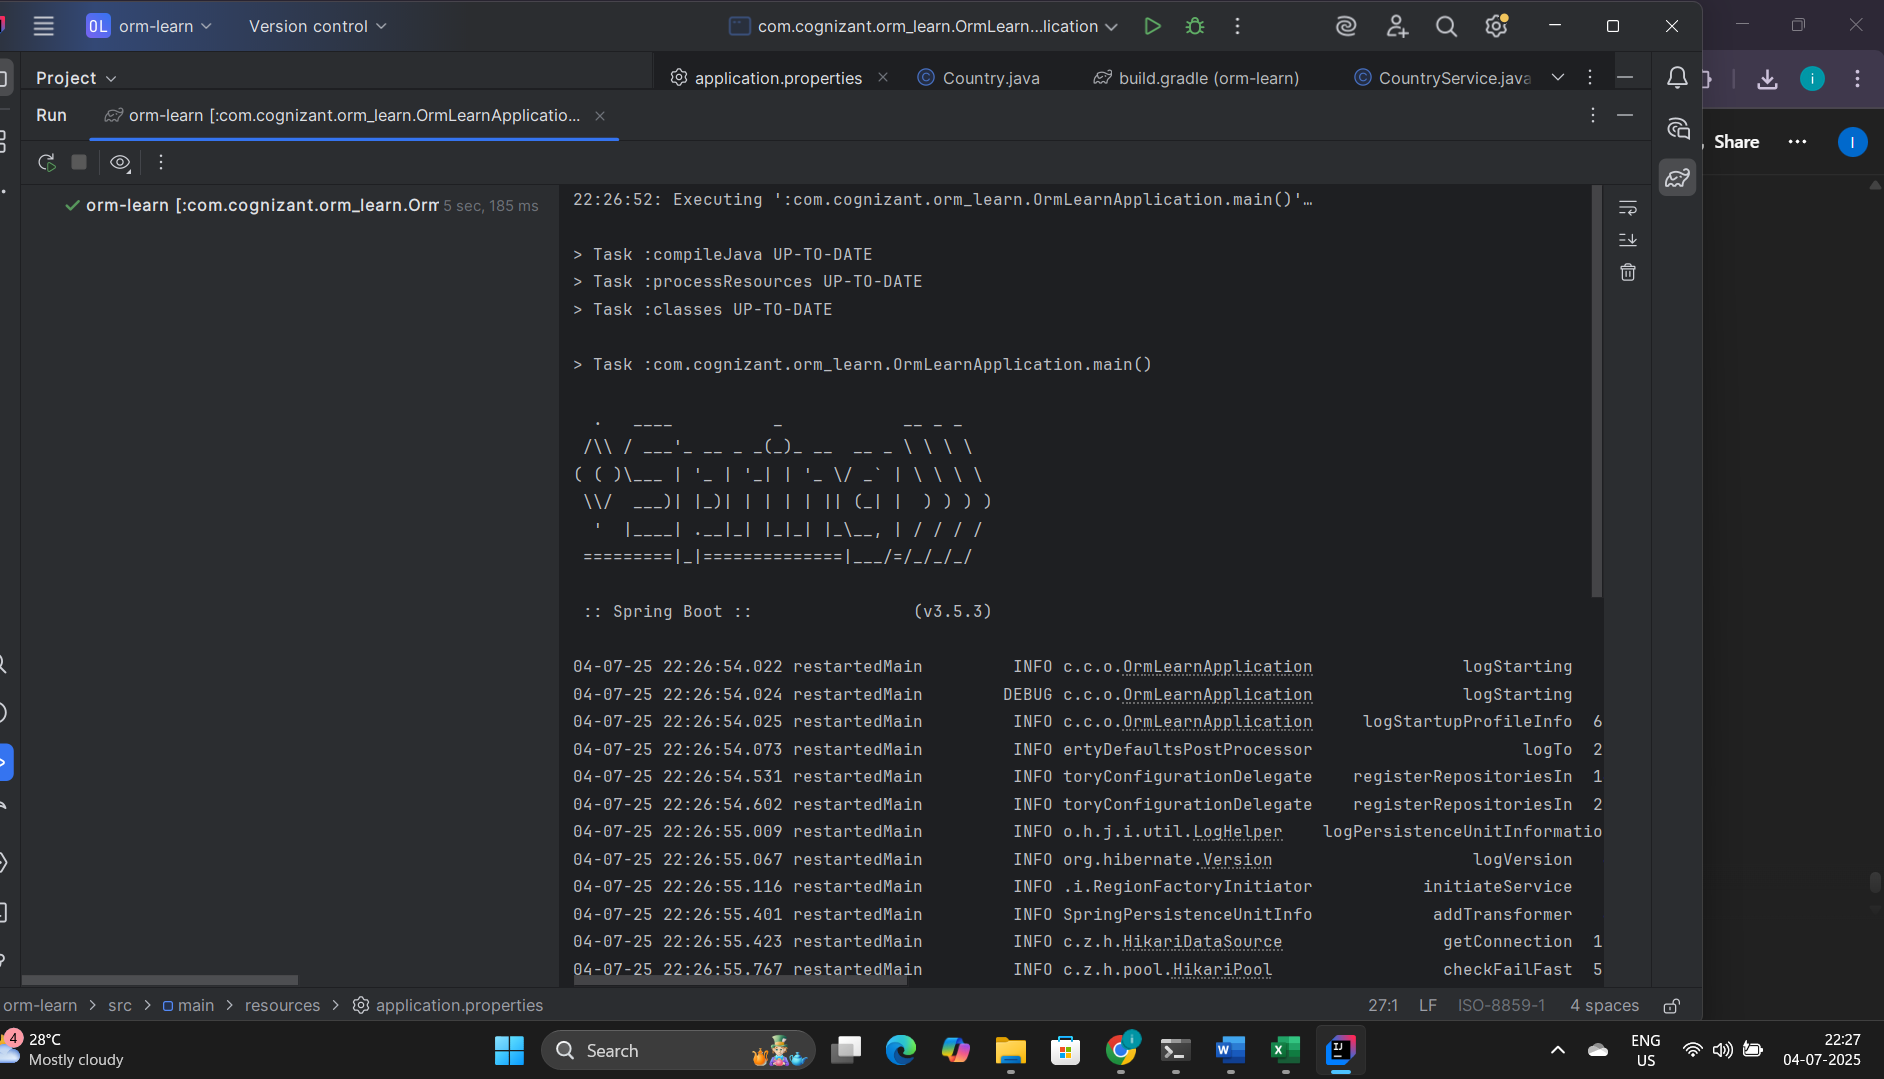 OL orm-learn Version control com.cognizant.orm_learn.OrmLearn...lication
Project application.properties Country.java build.gradle (orm-learn) CountryService.java
Run orm-learn [:com.cognizant.orm_learn.OrmLearnApplicatio...
Share
orm-learn [:com.cognizant.orm_learn.Orm 5 sec, 185 ms
22:26:52: Executing ':com.cognizant.orm_learn.OrmLearnApplication.main()'…
> Task :compileJava UP-TO-DATE
> Task :processResources UP-TO-DATE
> Task :classes UP-TO-DATE
> Task :com.cognizant.orm_learn.OrmLearnApplication.main()
:: Spring Boot :: (v3.5.3)
04-07-25 22:26:54.022 restartedMain INFO c.c.o.OrmLearnApplication logStarting
04-07-25 22:26:54.024 restartedMain DEBUG c.c.o.OrmLearnApplication logStarting
04-07-25 22:26:54.025 restartedMain INFO c.c.o.OrmLearnApplication logStartupProfileInfo 6
04-07-25 22:26:54.073 restartedMain INFO ertyDefaultsPostProcessor logTo 2
04-07-25 22:26:54.531 restartedMain INFO toryConfigurationDelegate registerRepositoriesIn 1
04-07-25 22:26:54.602 restartedMain INFO toryConfigurationDelegate registerRepositoriesIn 2
04-07-25 22:26:55.009 restartedMain INFO o.h.j.i.util.LogHelper logPersistenceUnitInformatio
04-07-25 22:26:55.067 restartedMain INFO org.hibernate.Version logVersion
04-07-25 22:26:55.116 restartedMain INFO .i.RegionFactoryInitiator initiateService
04-07-25 22:26:55.401 restartedMain INFO SpringPersistenceUnitInfo addTransformer
04-07-25 22:26:55.423 restartedMain INFO c.z.h.HikariDataSource getConnection 1
04-07-25 22:26:55.767 restartedMain INFO c.z.h.pool.HikariPool checkFailFast 5
orm-learn > src > main > resources > application.properties 27:1 LF ISO-8859-1 4 spaces
4 28°C
Mostly cloudy
Search
ENG
US
22:27
04-07-2025